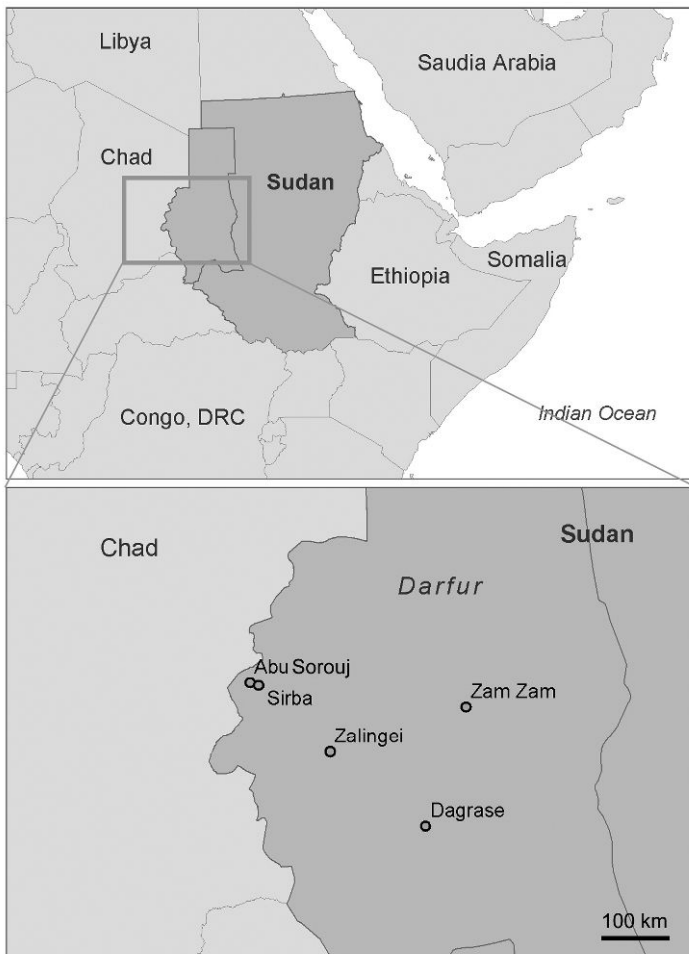 Libya
Saudia Arabia
Chad
Sudan
Ethiopia
Somalia
Congo, DRC
Indian Ocean
Chad
Sudan
Darfur
Abu Sorouj
Sirba
Zam Zam
Zalingei
Dagrase
100 km